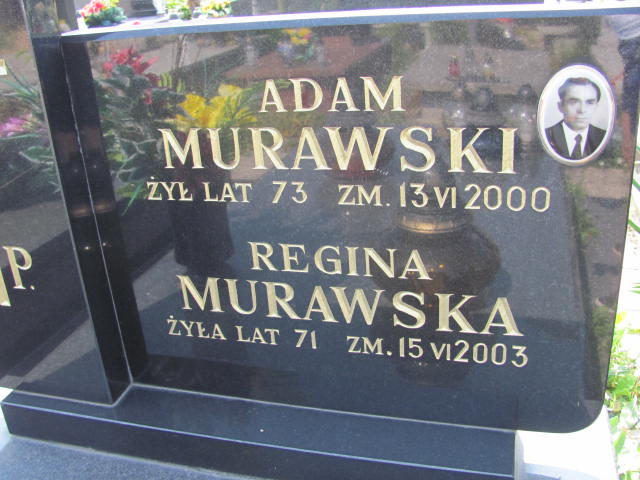 ADAM
MURAWSKI
ŻYŁ LAT 73 ZM. 13 VI 2000
REGINA
MURAWSKA
ŻYŁA LAT 71 ZM. 15 VI 2003
P.